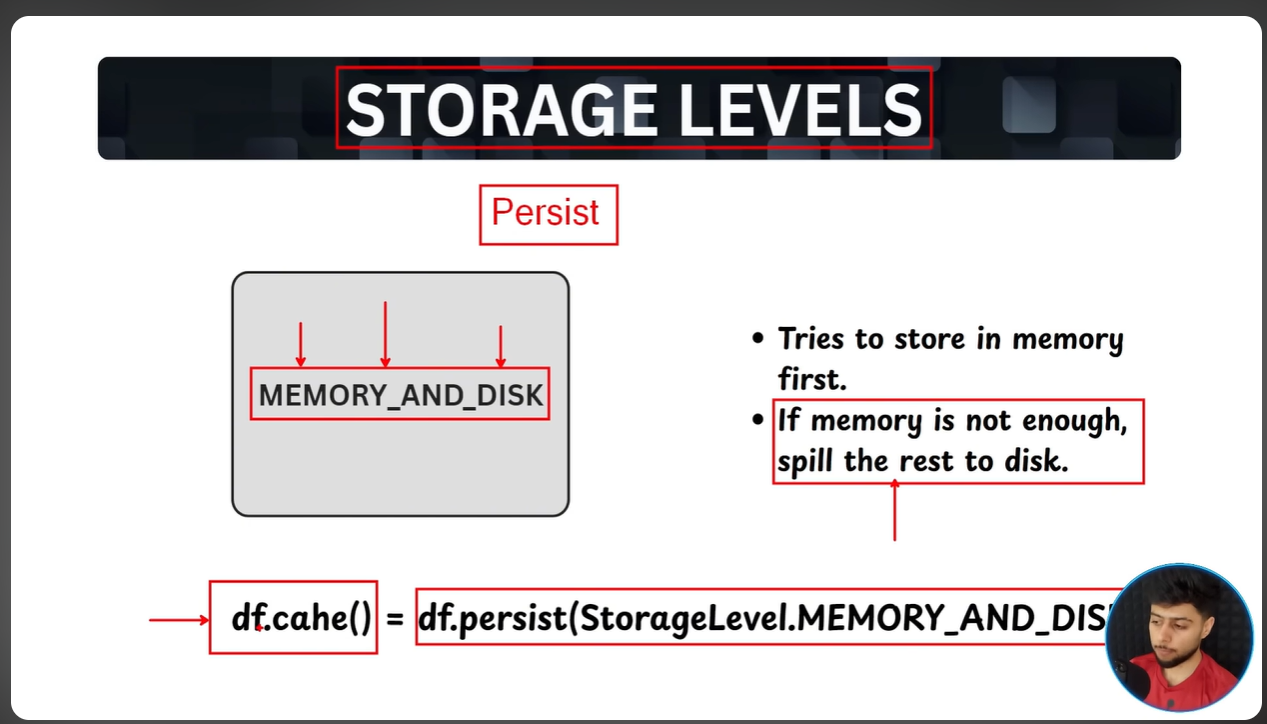 STORAGE LEVELS
Persist
MEMORY_AND_DISK
• Tries to store in memory
first.
• If memory is not enough,
spill the rest to disk.
df.cahe() = df.persist(StorageLevel.MEMORY_AND_DIS